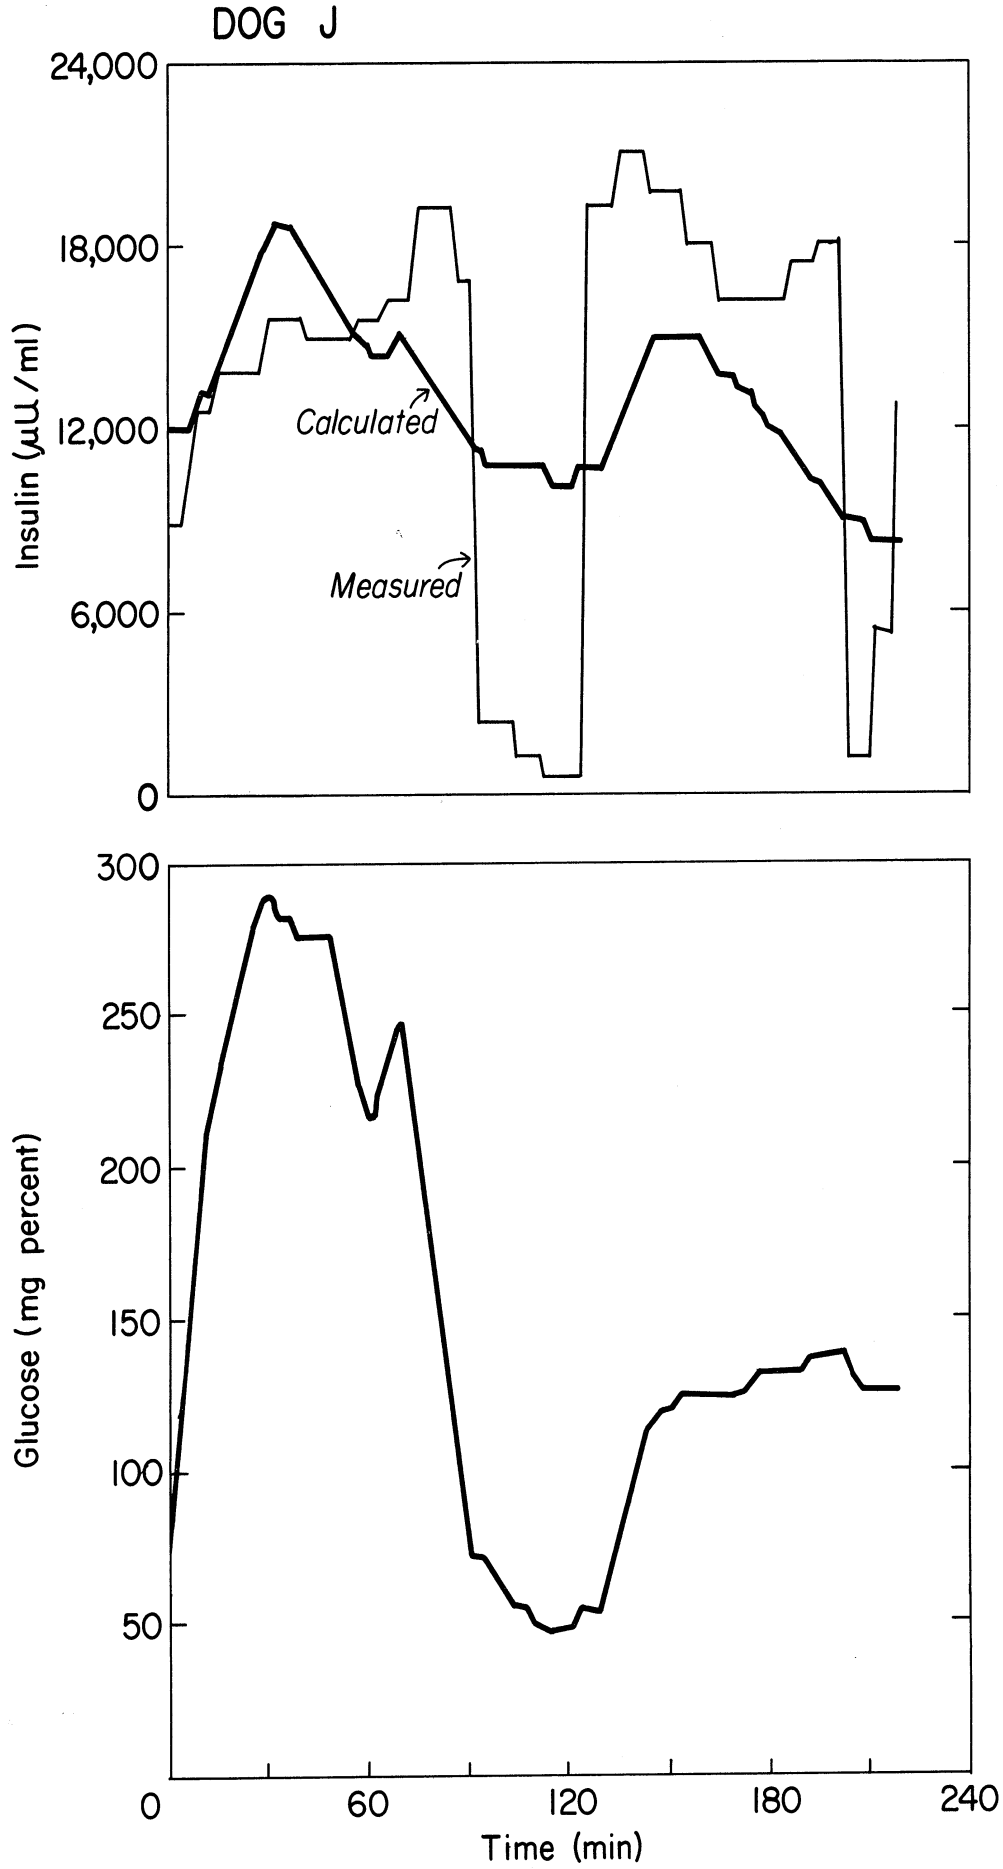 DOG J
24,000
18,000
12,000
6,000
0
Insulin (μU/ml)
Calculated
Measured
300
250
200
150
100
50
Glucose (mg percent)
0 60 120 180 240
Time (min)